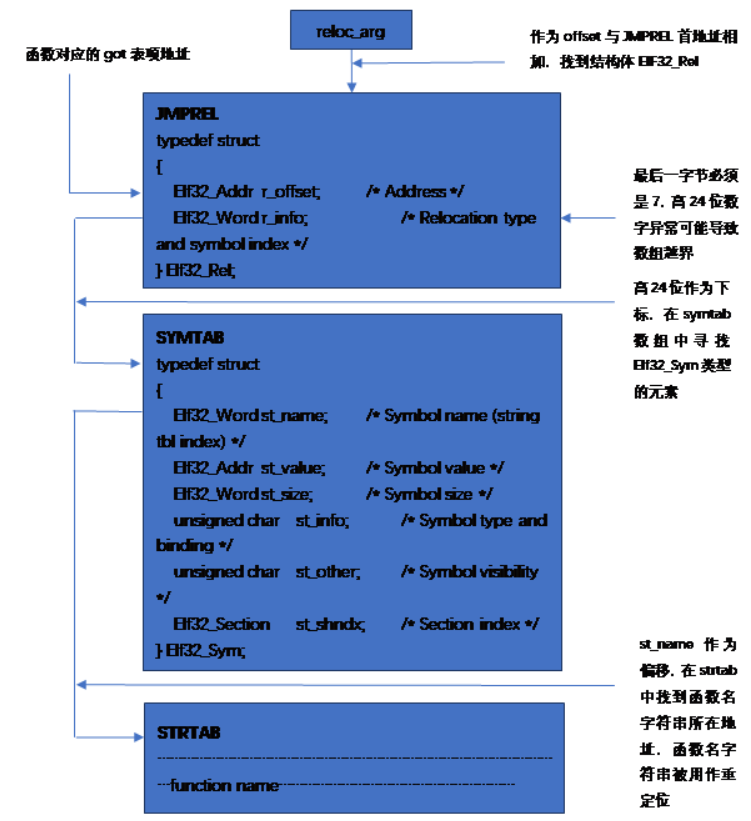 reloc_arg
函数对应的 got 表项地址
作为 offset 与 JMPREL 首地址相
加．找到结构体 Elf32_Rel
JMPREL
typedef struct
{
Elf32_Addr r_offset; /* Address */
Elf32_Word r_info; /* Relocation type
and symbol index */
} Elf32_Rel;
最后一字节必须
是 7. 高 24 位数
字异常可能导致
数组越界
高 24 位作为下
标．在 symtab
数组中寻找
Elf32_Sym 类型
的元素
SYMTAB
typedef struct
{
Elf32_Word st_name; /* Symbol name (string
tbl index) */
Elf32_Addr st_value; /* Symbol value */
Elf32_Word st_size; /* Symbol size */
unsigned char st_info; /* Symbol type and
binding */
unsigned char st_other; /* Symbol visibility
*/
Elf32_Section st_shndx; /* Section index */
} Elf32_Sym;
st_name 作为
偏移. 在 strtab
中找到函数名
字符串所在地
址．函数名字
符串被用作重
定位
STRTAB
function name